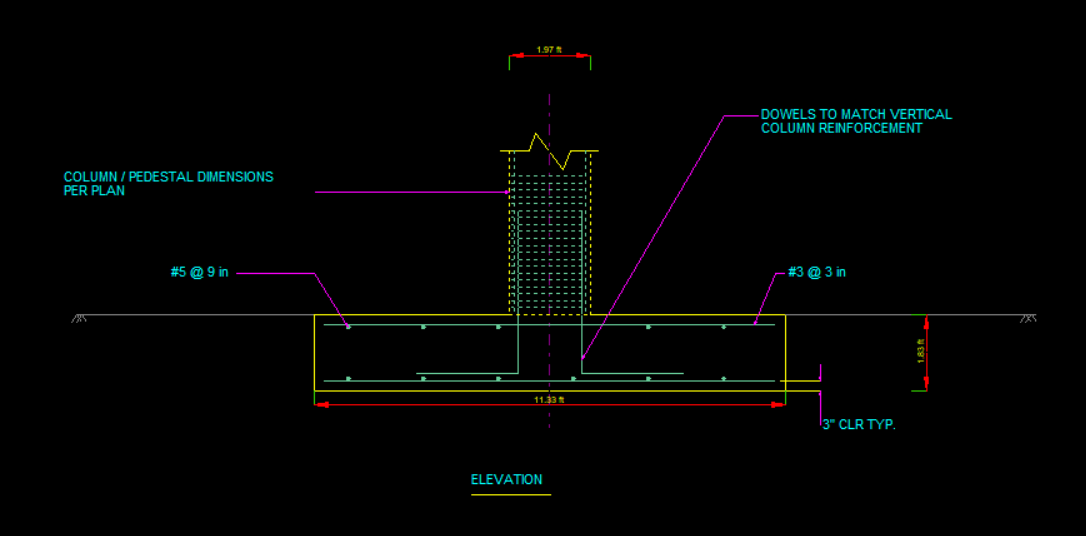 1.97 ft
DOWELS TO MATCH VERTICAL
COLUMN REINFORCEMENT
COLUMN / PEDESTAL DIMENSIONS
PER PLAN
#5 @ 9 in
#3 @ 3 in
1.83 ft
11.33 ft
3" CLR TYP.
ELEVATION